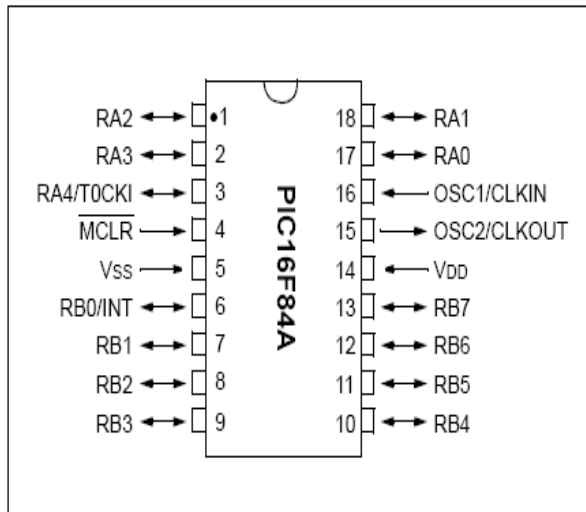 RA2 •1 18 RA1
RA3 2 17 RA0
RA4/T0CKI 3 16 OSC1/CLKIN
MCLR 4 15 OSC2/CLKOUT
VSS 5 14 VDD
RB0/INT 6 13 RB7
RB1 7 12 RB6
RB2 8 11 RB5
RB3 9 10 RB4
PIC16F84A